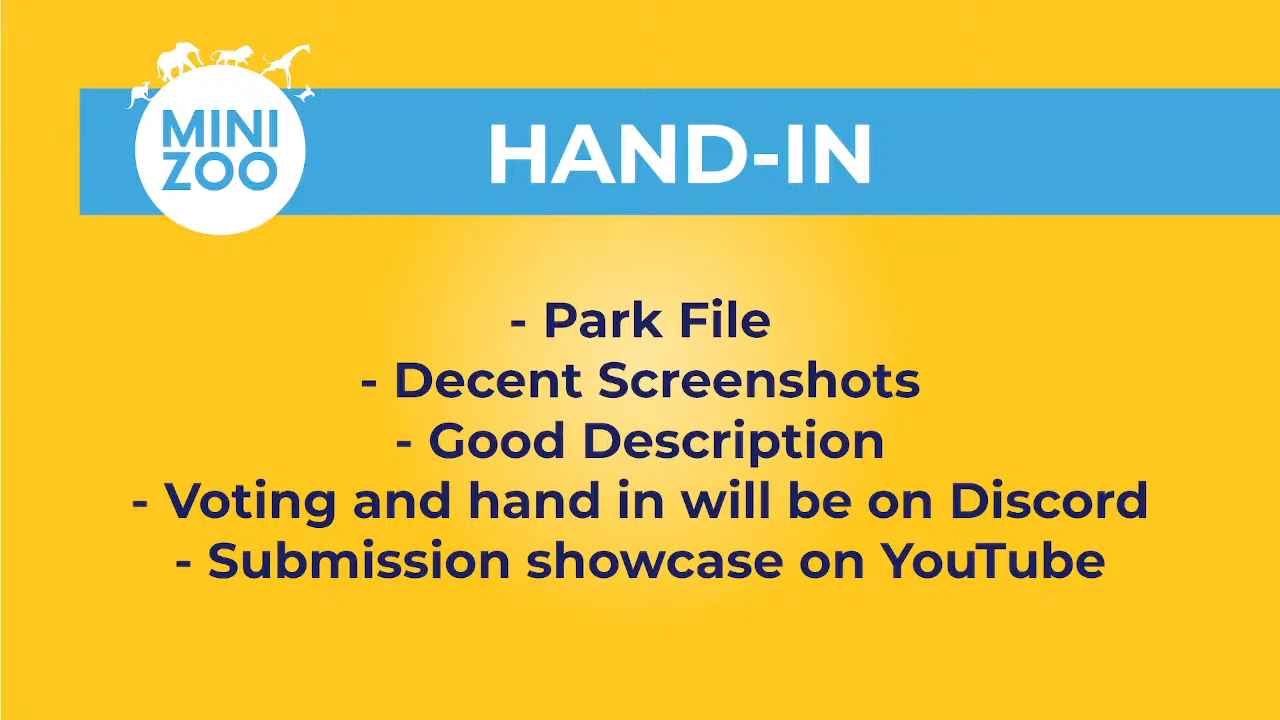 MINI
ZOO
HAND-IN
- Park File
- Decent Screenshots
- Good Description
- Voting and hand in will be on Discord
- Submission showcase on YouTube